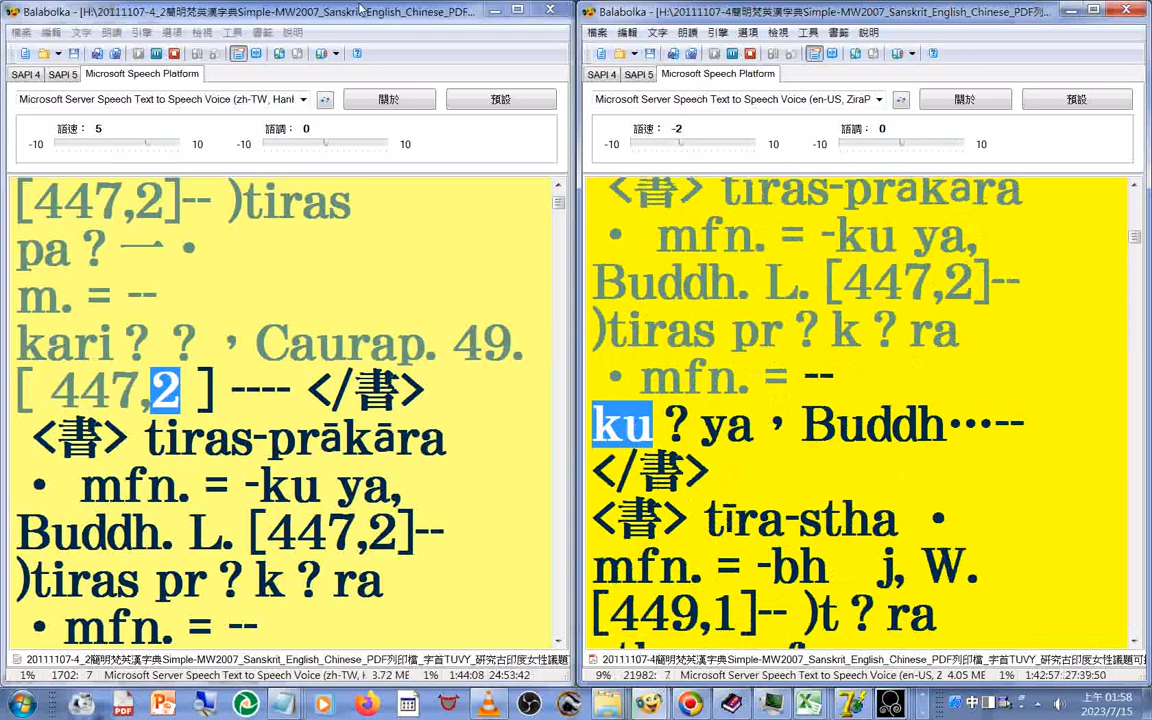 Balabolka - [H:\20111107-4_2簡明梵英漢字典Simple-MW2007_Sanskrit_English_Chinese_PDF...
檔案 編輯 文字 朗讀 引擎 選項 檢視 工具 書籤 說明
SAPI 4 SAPI 5 Microsoft Speech Platform
Microsoft Server Speech Text to Speech Voice (zh-TW, Hanl
關於
預設
語速： 5
語調： 0
-10 10 -10 10
[447,2]-- )tiras
pa？一•
m. = --
kari？？，Caurap. 49.
[ 447,2 ] ---- </書>
<書> tiras-prākāra
• mfn. = -ku ya,
Buddh. L. [447,2]--
)tiras pr？k？ra
• mfn. = --
20111107-4_2簡明梵英漢字典Simple-MW2007_Sanskrit_English_Chinese_PDF列印檔_字首TUVY_研究古印度女性議題
1% 1702: 7 Microsoft Server Speech Text to Speech Voice (zh-TW, H 3.72 MB 1% 1:44:08 24:53:42
Balabolka - [H:\20111107-4簡明梵英漢字典Simple-MW2007_Sanskrit_English_Chinese_PDF列...
檔案 編輯 文字 朗讀 引擎 選項 檢視 工具 書籤 說明
SAPI 4 SAPI 5 Microsoft Speech Platform
Microsoft Server Speech Text to Speech Voice (en-US, ZiraP
關於
預設
語速： -2
語調： 0
-10 10 -10 10
<書> tiras-prākāra
• mfn. = -ku ya,
Buddh. L. [447,2]--
)tiras pr？k？ra
• mfn. = --
ku？ya，Buddh…--
</書>
<書> tīra-stha •
mfn. = -bh j, W.
[449,1]-- )t？ra
20111107-4簡明梵英漢字典Simple-MW2007_Sanskrit_English_Chinese_PDF列印檔_字首TUVY_研究古印度女性議題可
9% 21982: 7 Microsoft Server Speech Text to Speech Voice (en-US, Z 4.05 MB 1% 1:42:57 27:39:50
中
上午 01:58
2023/7/15